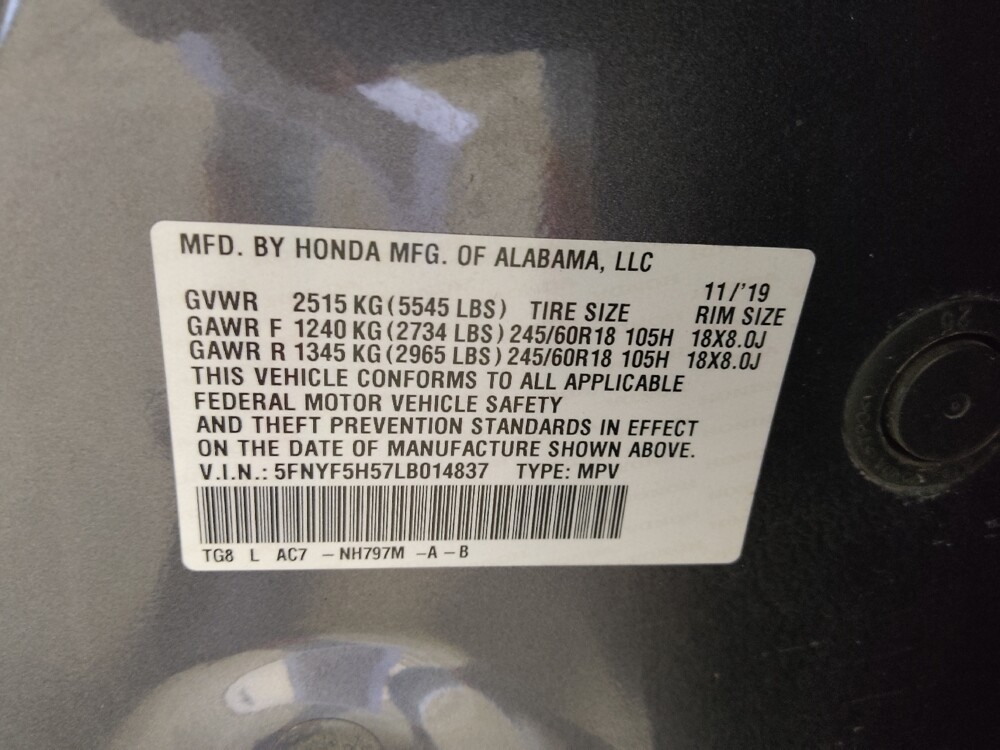 MFD. BY HONDA MFG. OF ALABAMA, LLC
11/'19
GVWR 2515 KG (5545 LBS) TIRE SIZE RIM SIZE
GAWR F 1240 KG (2734 LBS) 245/60R18 105H 18X8.0J
GAWR R 1345 KG (2965 LBS) 245/60R18 105H 18X8.0J
THIS VEHICLE CONFORMS TO ALL APPLICABLE
FEDERAL MOTOR VEHICLE SAFETY
AND THEFT PREVENTION STANDARDS IN EFFECT
ON THE DATE OF MANUFACTURE SHOWN ABOVE.
V.I.N.: 5FNYF5H57LB014837 TYPE: MPV
TG8 L AC7 – NH797M – A – B